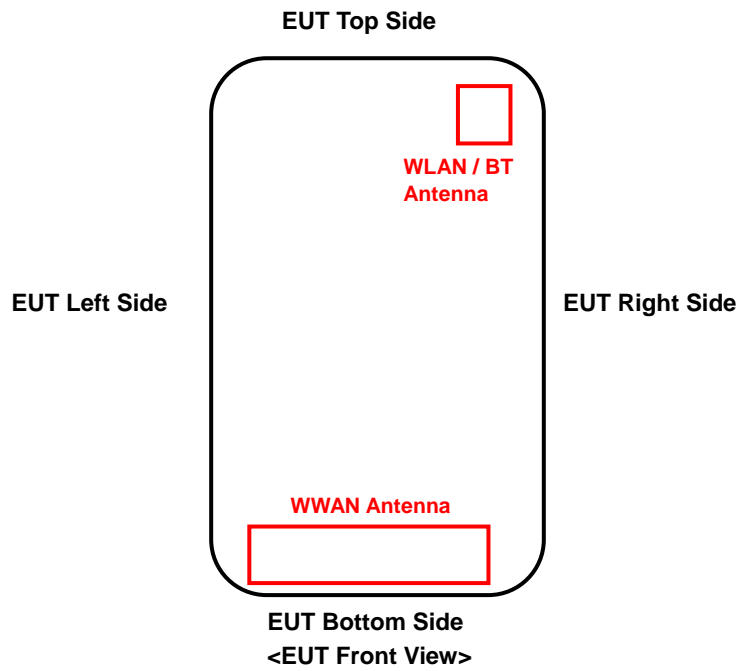 EUT Top Side
WLAN / BT
Antenna
EUT Left Side
EUT Right Side
WWAN Antenna
EUT Bottom Side
<EUT Front View>